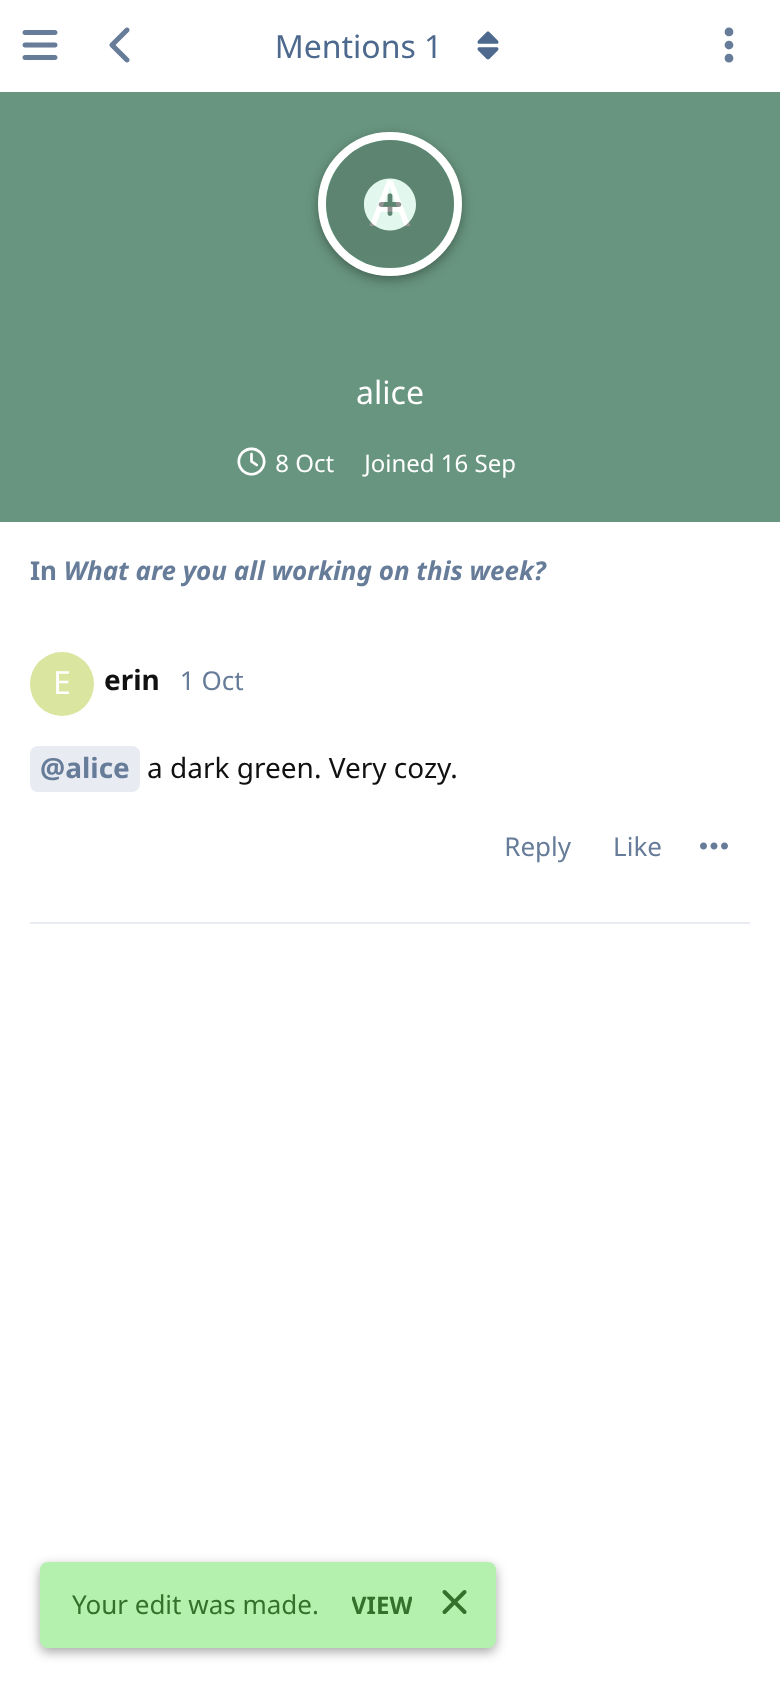 Mentions 1
A
alice
8 Oct Joined 16 Sep
In What are you all working on this week?
E erin 1 Oct
@alice a dark green. Very cozy.
Reply Like
Your edit was made. VIEW